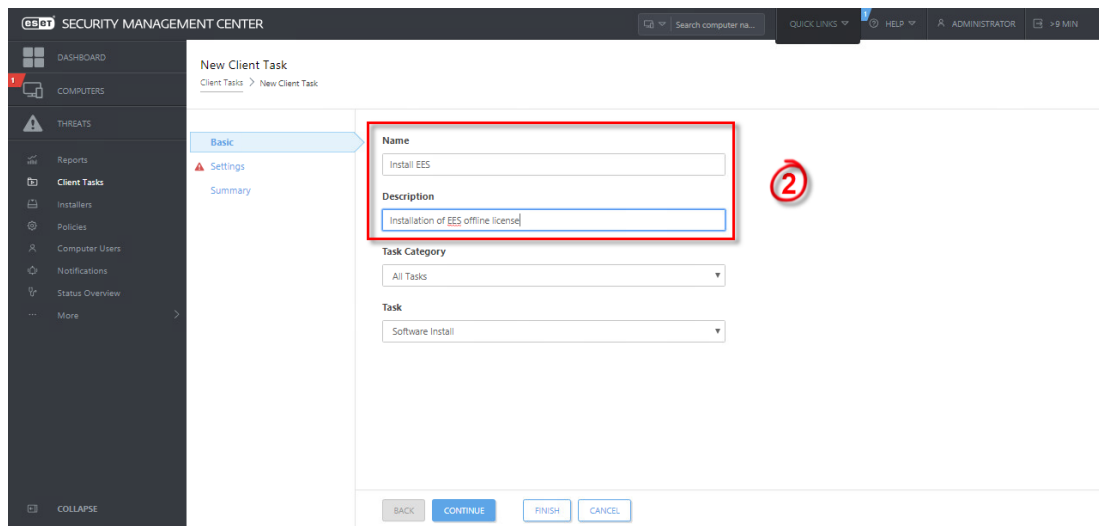 eset SECURITY MANAGEMENT CENTER
Search computer na...
QUICK LINKS
1
HELP
ADMINISTRATOR
>9 MIN
DASHBOARD
1
COMPUTERS
THREATS
Reports
Client Tasks
Installers
Policies
Computer Users
Notifications
Status Overview
... More >
COLLAPSE
New Client Task
Client Tasks > New Client Task
Basic
Settings
Summary
Name
Install EES
Description
Installation of EES offline license
2
Task Category
All Tasks
Task
Software Install
BACK CONTINUE FINISH CANCEL